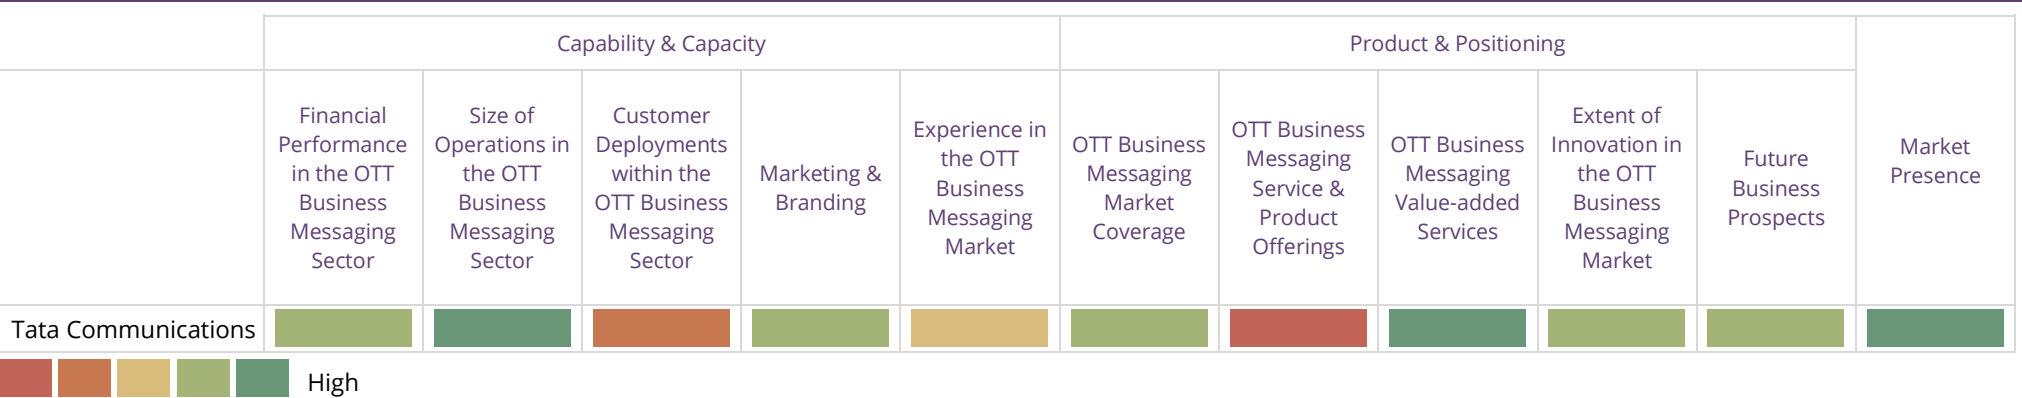 Capability & Capacity
Product & Positioning
Financial
Performance
in the OTT
Business
Messaging
Sector
Size of
Operations in
the OTT
Business
Messaging
Sector
Customer
Deployments
within the
OTT Business
Messaging
Sector
Marketing &
Branding
Experience in
the OTT
Business
Messaging
Market
OTT Business
Messaging
Market
Coverage
OTT Business
Messaging
Service &
Product
Offerings
OTT Business
Messaging
Value-added
Services
Extent of
Innovation in
the OTT
Business
Messaging
Market
Future
Business
Prospects
Market
Presence
Tata Communications
High